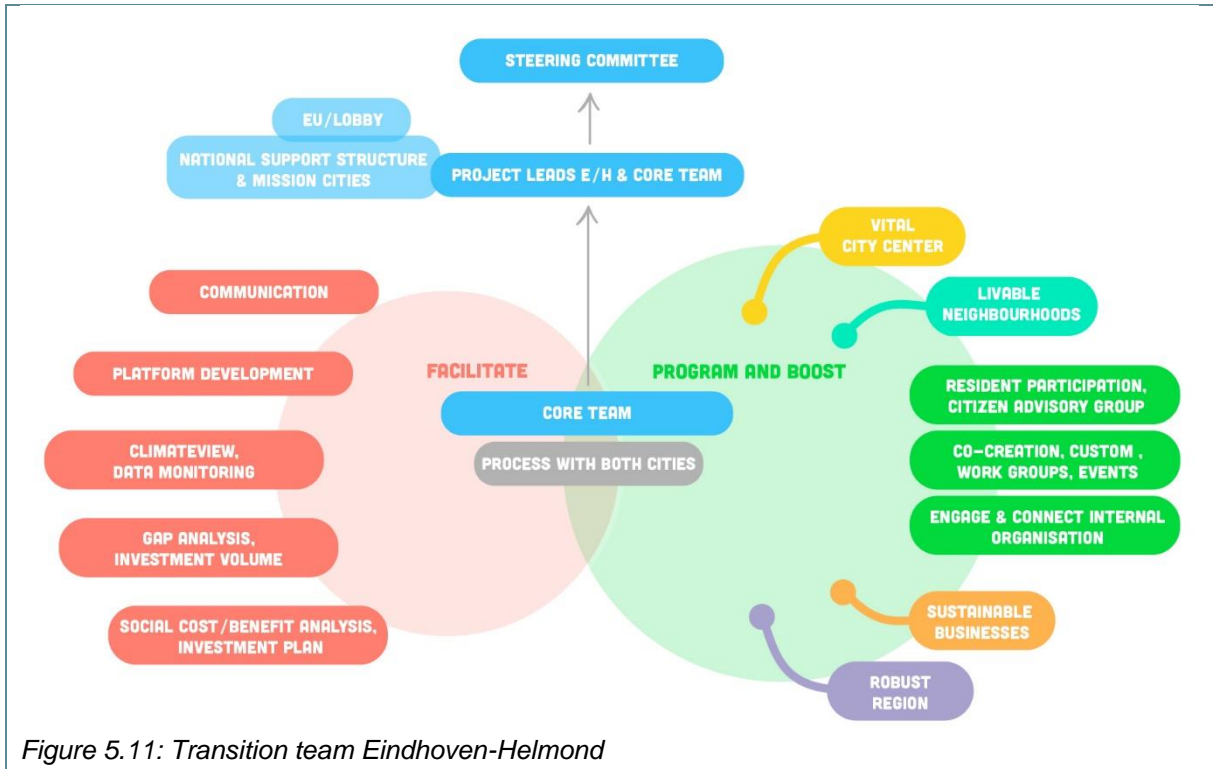 STEERING COMMITTEE
EU/LOBBY
NATIONAL SUPPORT STRUCTURE
& MISSION CITIES
PROJECT LEADS E/H & CORE TEAM
VITAL
CITY CENTER
COMMUNICATION
LIVABLE
NEIGHBOURHOODS
PLATFORM DEVELOPMENT
FACILITATE
PROGRAM AND BOOST
RESIDENT PARTICIPATION,
CITIZEN ADVISORY GROUP
CORE TEAM
CLIMATEVIEW,
DATA MONITORING
PROCESS WITH BOTH CITIES
CO-CREATION, CUSTOM ,
WORK GROUPS, EVENTS
GAP ANALYSIS,
INVESTMENT VOLUME
ENGAGE & CONNECT INTERNAL
ORGANISATION
SOCIAL COST/BENEFIT ANALYSIS,
INVESTMENT PLAN
SUSTAINABLE
BUSINESSES
ROBUST
REGION
Figure 5.11: Transition team Eindhoven-Helmond